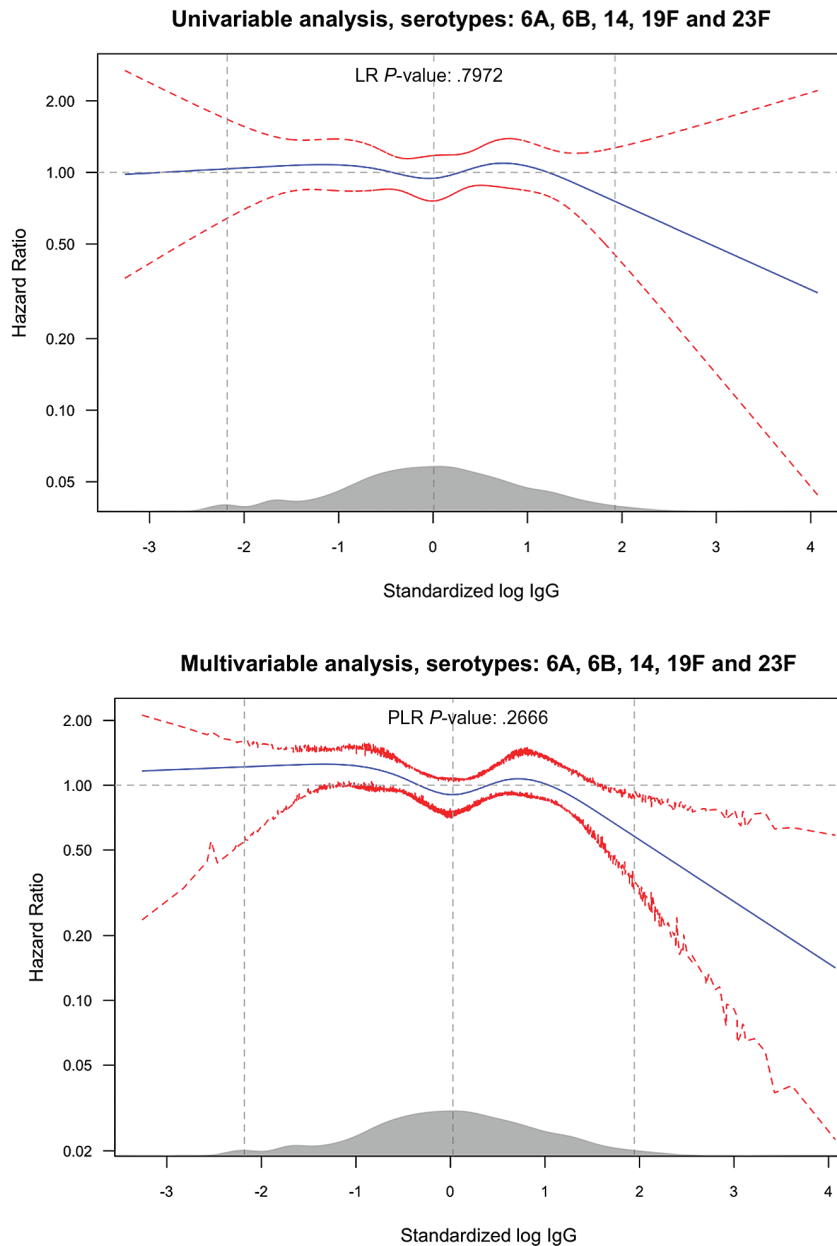 Univariable analysis, serotypes: 6A, 6B, 14, 19F and 23F
LR P-value: .7972
2.00
1.00
0.50
0.20
0.10
0.05
Hazard Ratio
-3 -2 -1 0 1 2 3 4
Standardized log IgG
Multivariable analysis, serotypes: 6A, 6B, 14, 19F and 23F
PLR P-value: .2666
2.00
1.00
0.50
0.20
0.10
0.05
0.02
Hazard Ratio
-3 -2 -1 0 1 2 3 4
Standardized log IgG